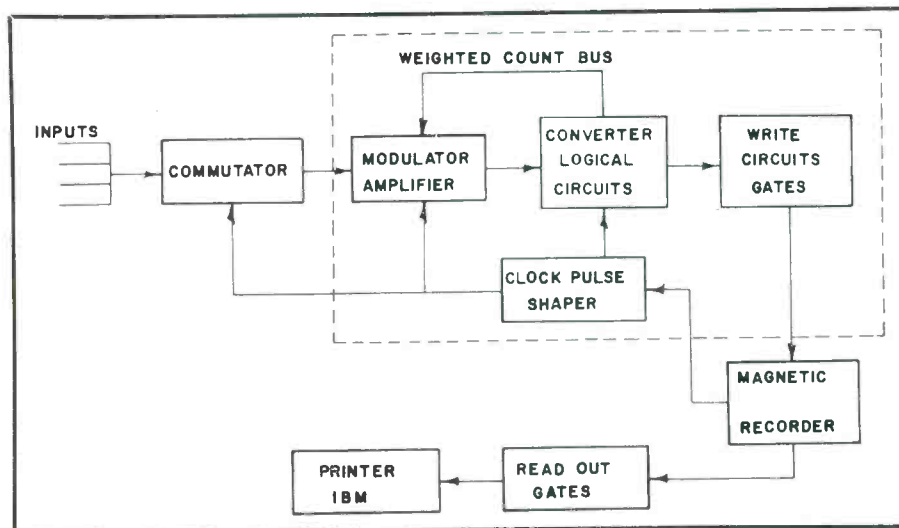 WEIGHTED COUNT BUS
INPUTS
COMMUTATOR
MODULATOR
AMPLIFIER
CONVERTER
LOGICAL
CIRCUITS
WRITE
CIRCUITS
GATES
CLOCK PULSE
SHAPER
MAGNETIC
RECORDER
READ OUT
GATES
PRINTER
IBM